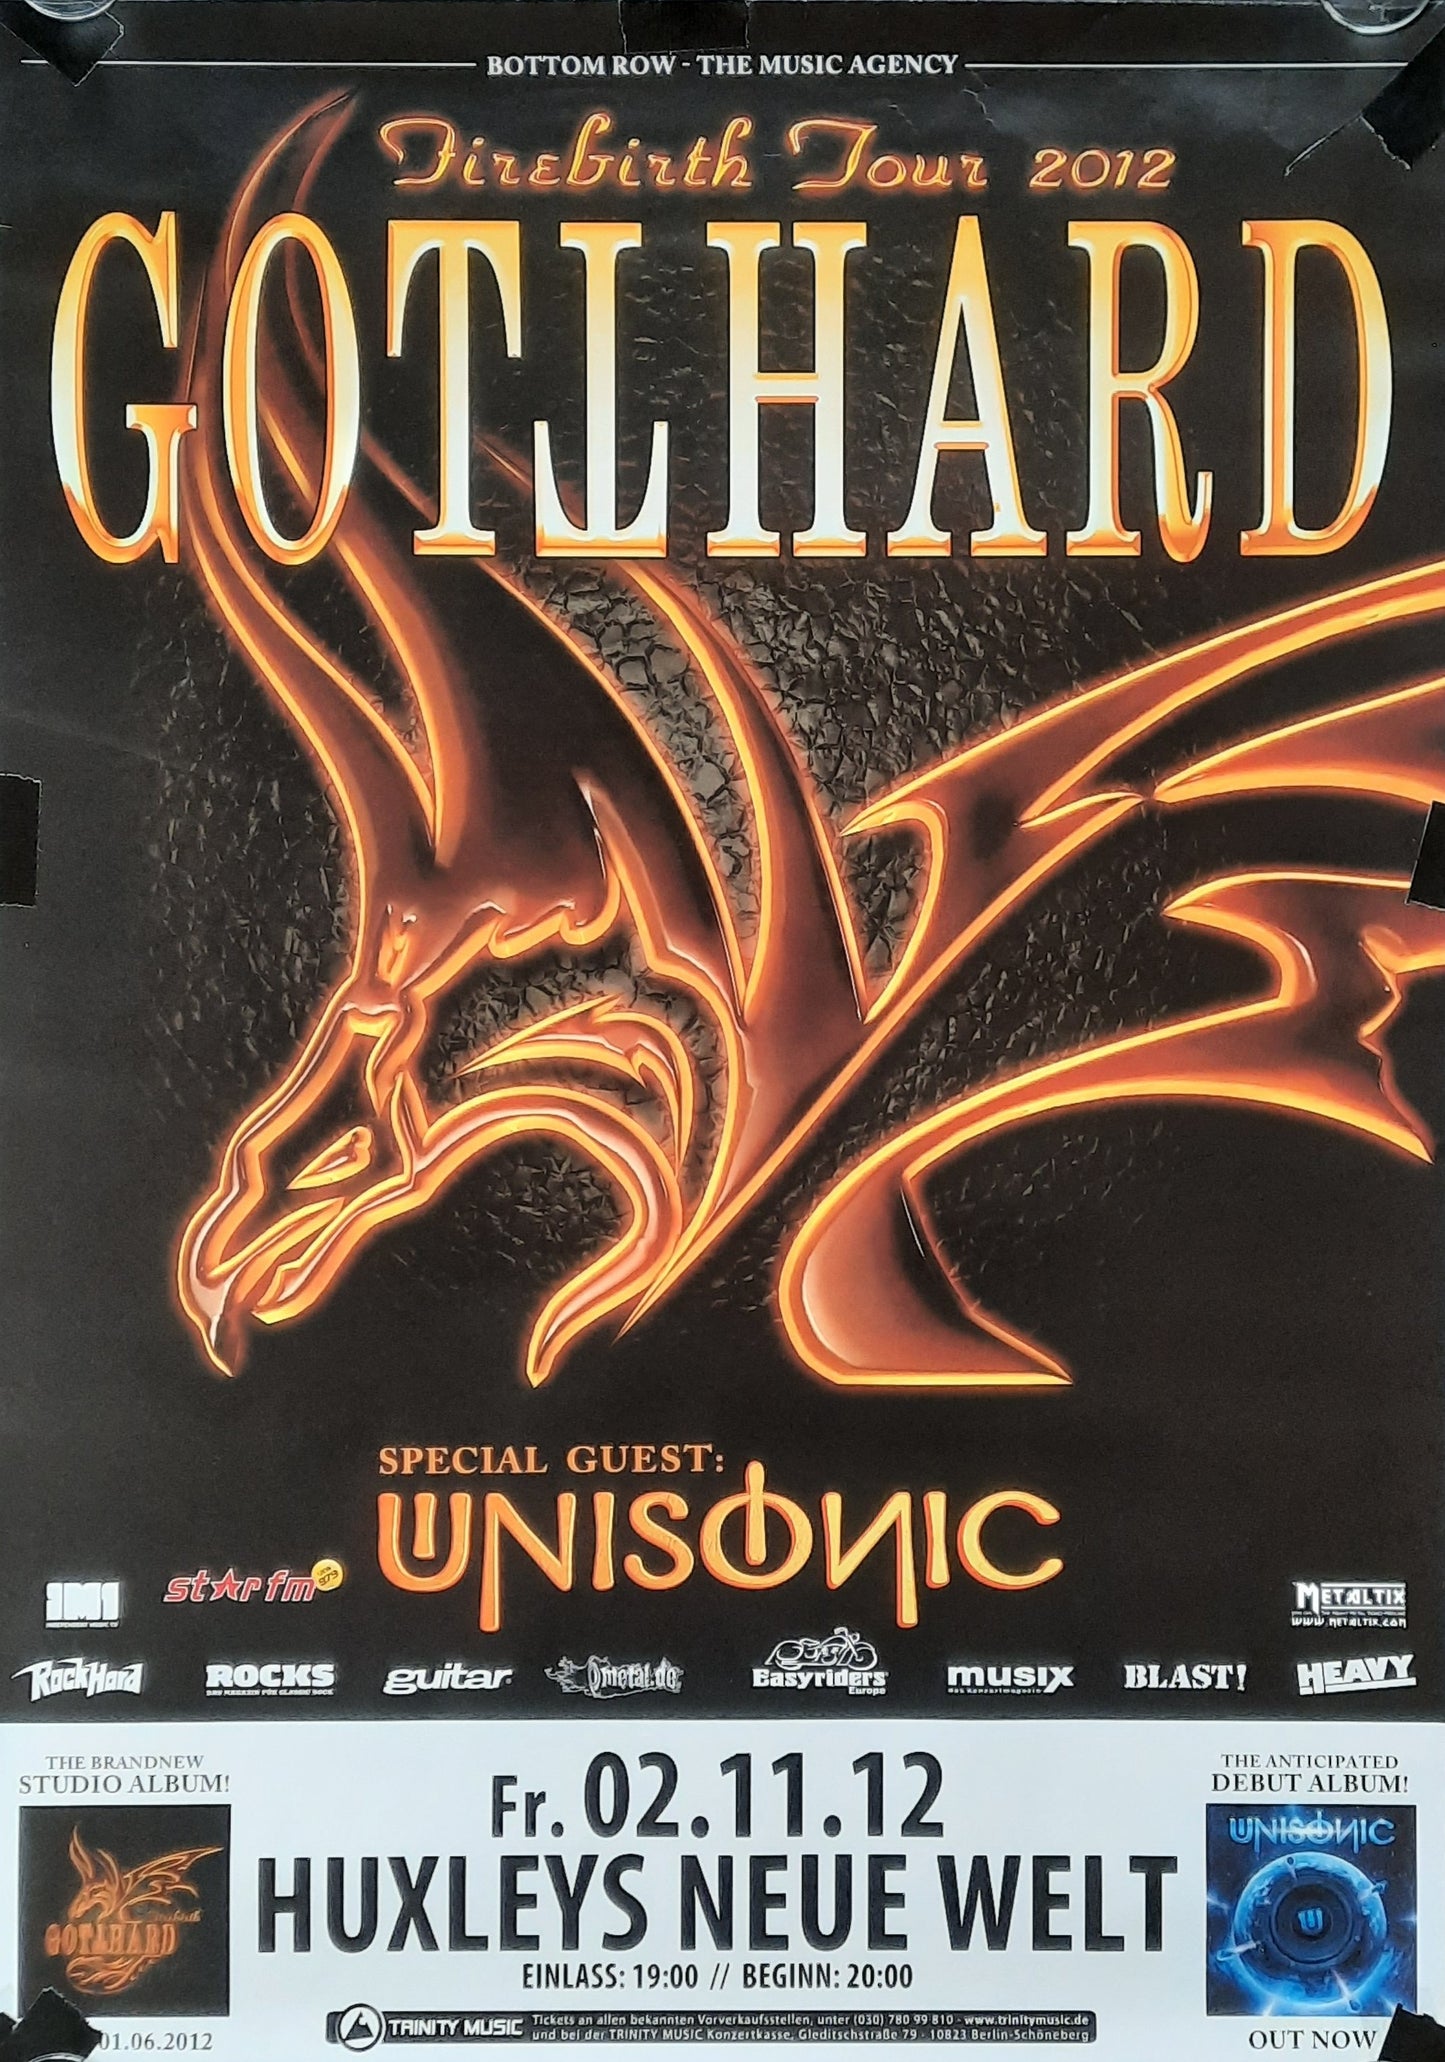 BOTTOM ROW - THE MUSIC AGENCY
Firebirth Tour 2012
GOTTHARD
SPECIAL GUEST:
UNISONIC
star fm
METALTIX
WWW.METALTIX.COM
RockHard
ROCKS
guitar
metal.de
Easyriders
Europe
musix
BLAST!
HEAVY
THE BRANDNEW
STUDIO ALBUM!
GOTTHARD
01.06.2012
Fr. 02.11.12
HUXLEYS NEUE WELT
EINLASS: 19:00 // BEGINN: 20:00
TRINITY MUSIC
Tickets an allen bekannten Vorverkaufsstellen, unter (030) 780 99 810 - www.trinitymusic.de
und bei der TRINITY MUSIC Konzertkasse, Gleditschstraße 79 - 10823 Berlin-Schöneberg
THE ANTICIPATED
DEBUT ALBUM!
UNISONIC
U
OUT NOW